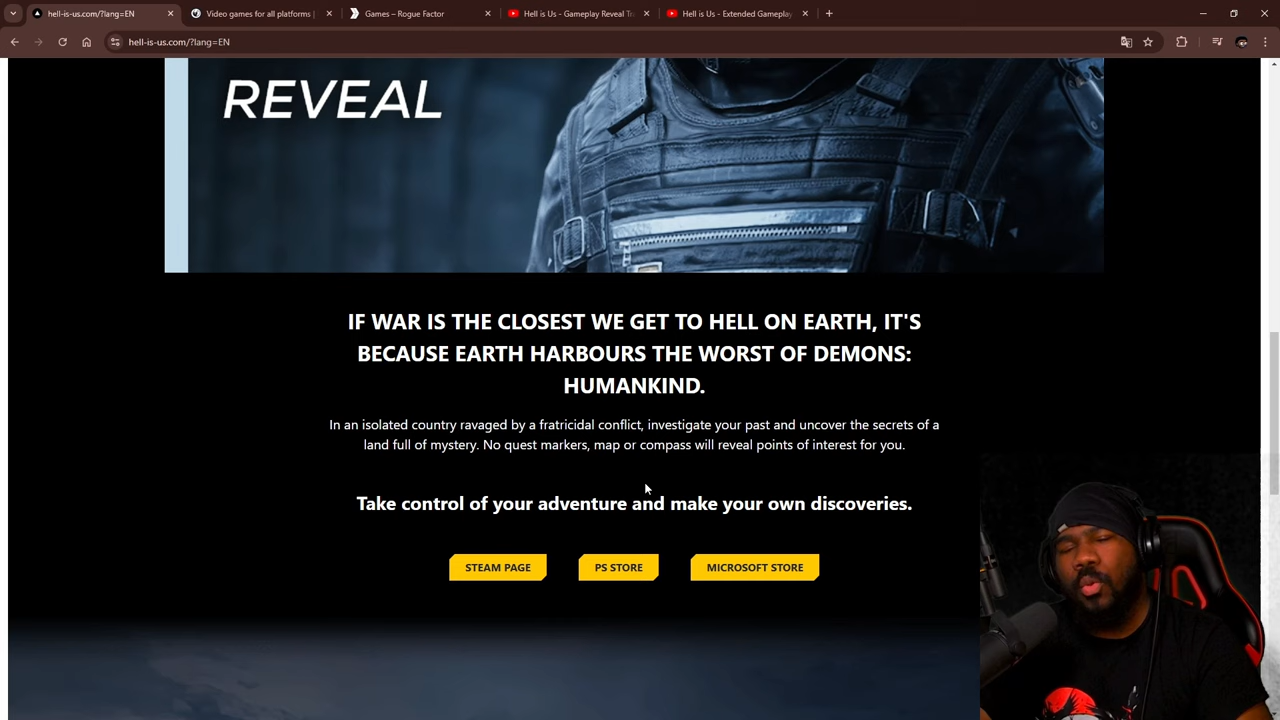 hell-is-us.com/?lang=EN
Video games for all platforms |
Games – Rogue Factor
Hell is Us - Gameplay Reveal Tr
Hell is Us - Extended Gameplay
hell-is-us.com/?lang=EN
REVEAL
IF WAR IS THE CLOSEST WE GET TO HELL ON EARTH, IT'S
BECAUSE EARTH HARBOURS THE WORST OF DEMONS:
HUMANKIND.
In an isolated country ravaged by a fratricidal conflict, investigate your past and uncover the secrets of a
land full of mystery. No quest markers, map or compass will reveal points of interest for you.
Take control of your adventure and make your own discoveries.
STEAM PAGE
PS STORE
MICROSOFT STORE